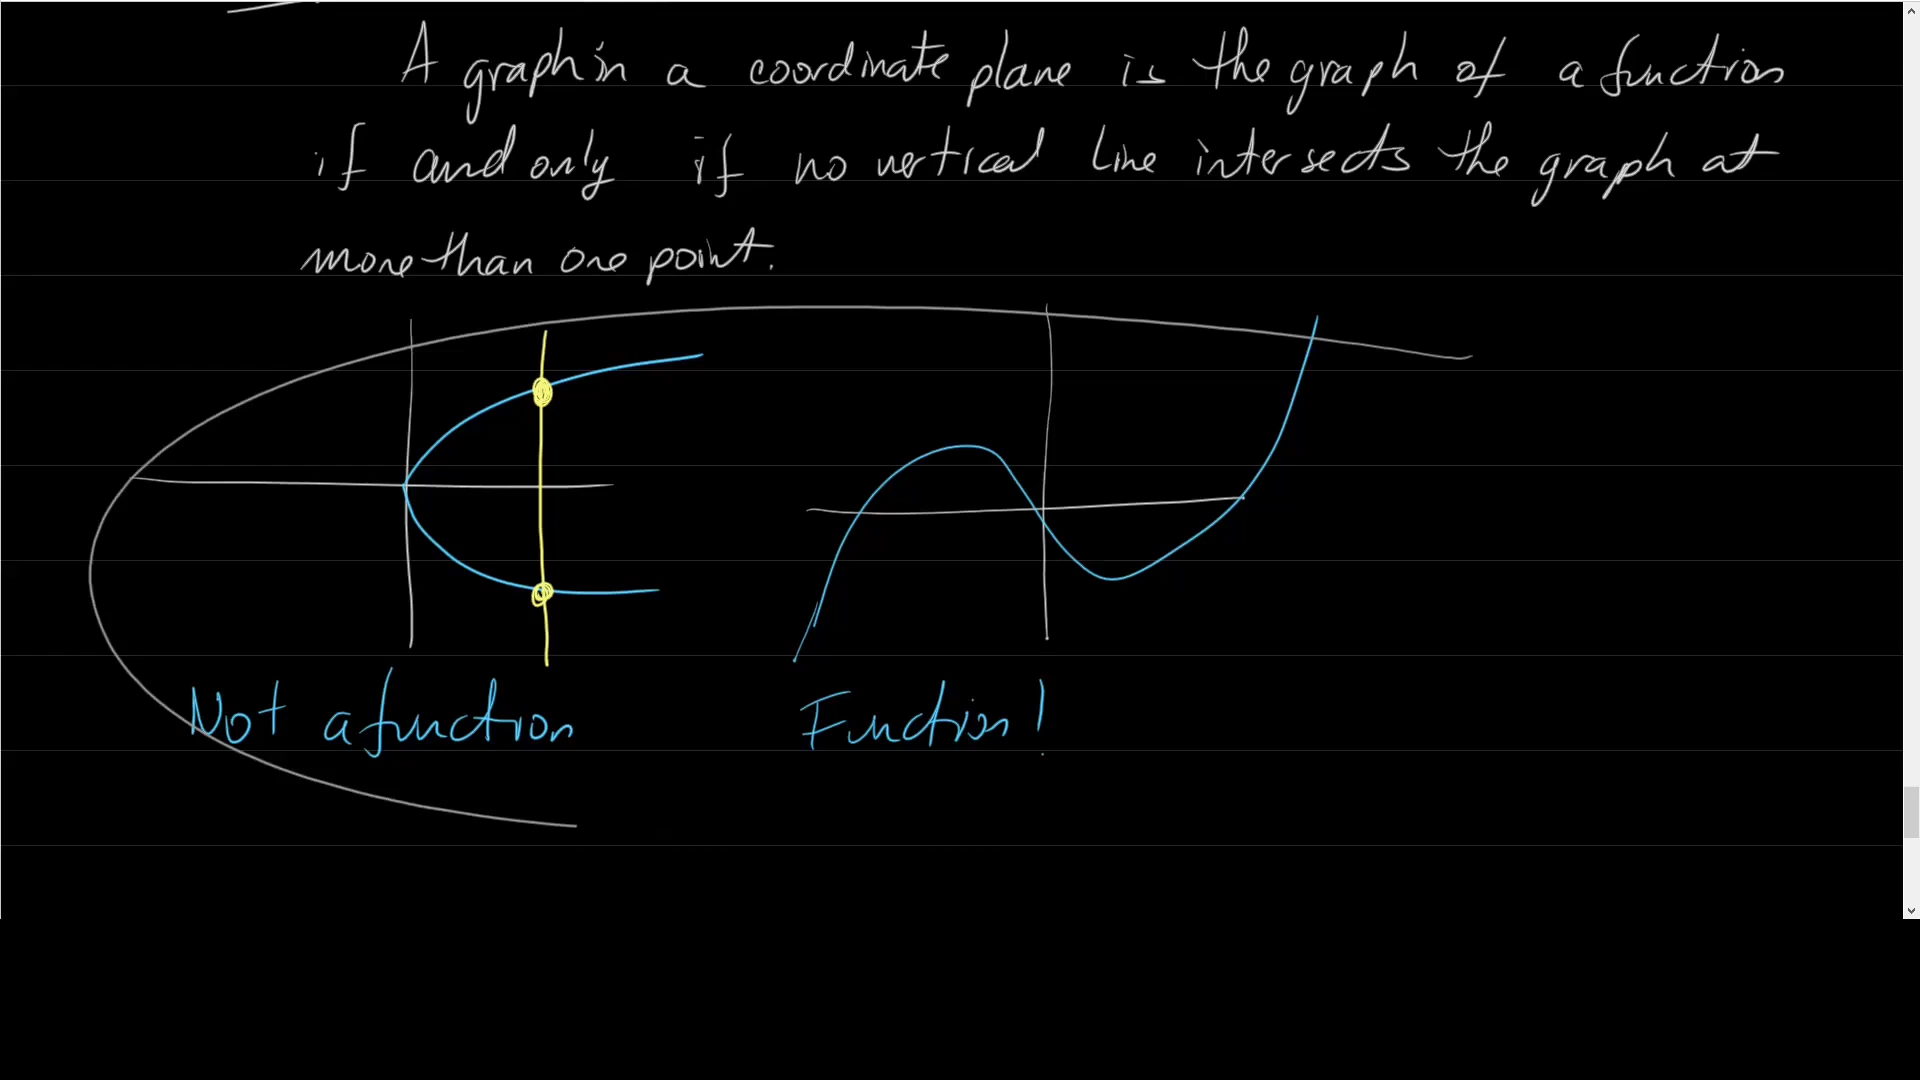 A graph in a coordinate plane is the graph of a function
if and only if no vertical line intersects the graph at
more than one point.
Not a function
Function!